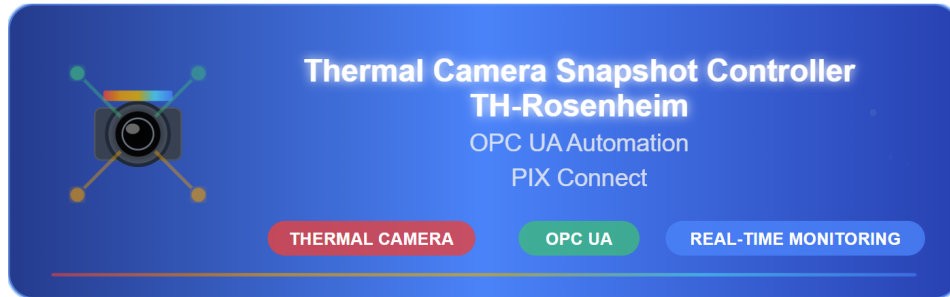 Thermal Camera Snapshot Controller
TH-Rosenheim
OPC UA Automation
PIX Connect
THERMAL CAMERA
OPC UA
REAL-TIME MONITORING